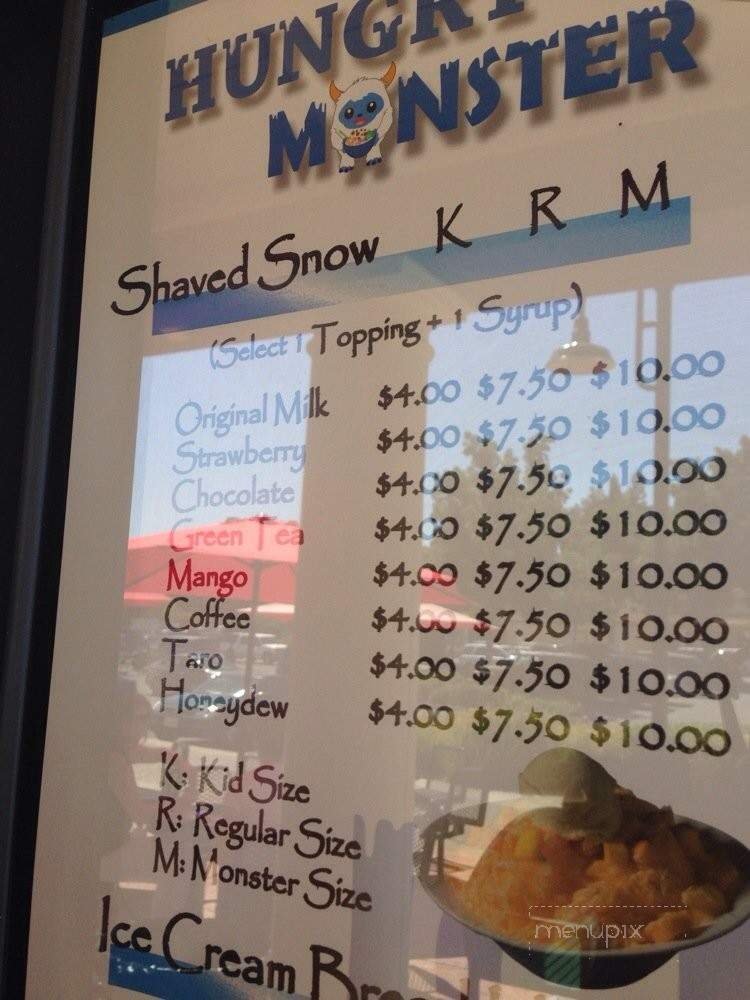 HUNGRY
MONSTER
Shaved Snow K R M
(Select 1 Topping + 1 Syrup)
Original Milk $4.00 $7.50 $10.00
Strawberry $4.00 $7.50 $10.00
Chocolate $4.00 $7.50 $10.00
Green Tea $4.00 $7.50 $10.00
Mango $4.00 $7.50 $10.00
Coffee $4.00 $7.50 $10.00
Taro $4.00 $7.50 $10.00
Honeydew $4.00 $7.50 $10.00
K: Kid Size
R: Regular Size
M: Monster Size
menupix
Ice Cream